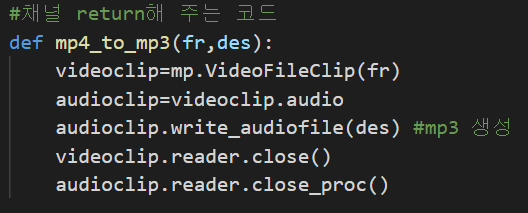 #채널 return해 주는 코드
def mp4_to_mp3(fr,des):
    videoclip=mp.VideoFileClip(fr)
    audioclip=videoclip.audio
    audioclip.write_audiofile(des) #mp3 생성
    videoclip.reader.close()
    audioclip.reader.close_proc()